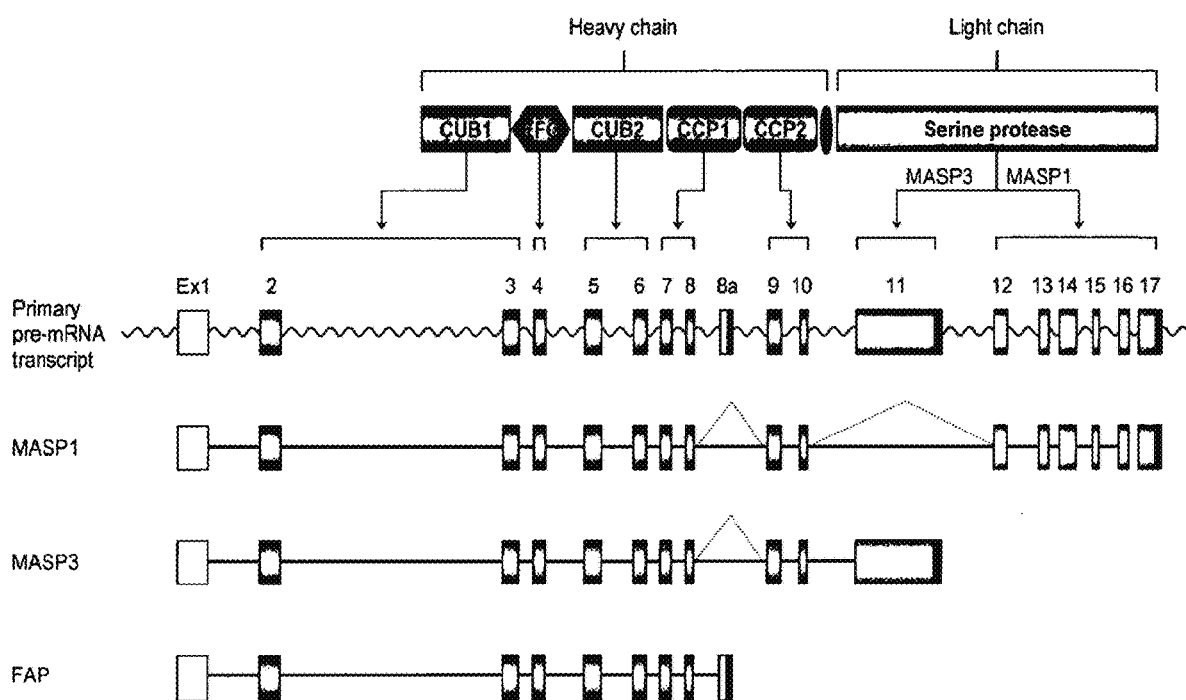 Heavy chain Light chain
CUB1 EFG CUB2 CCP1 CCP2 Serine protease
MASP3 MASP1
Ex1 2 3 4 5 6 7 8 8a 9 10 11 12 13 14 15 16 17
Primary
pre-mRNA
transcript
MASP1
MASP3
FAP